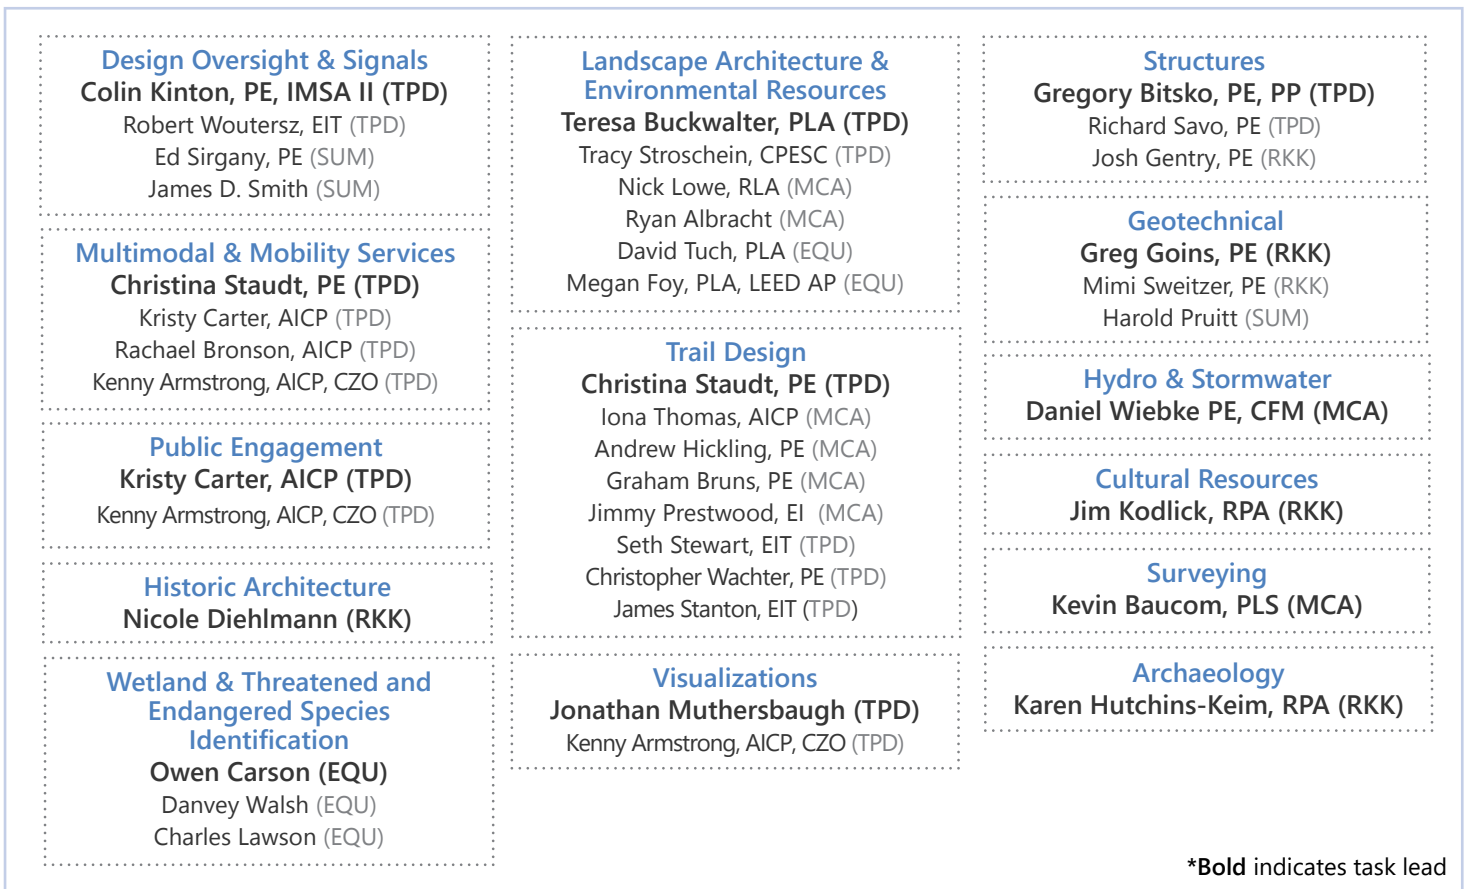 Design Oversight & Signals
Colin Kinton, PE, IMSA II (TPD)
Robert Woutersz, EIT (TPD)
Ed Sirgany, PE (SUM)
James D. Smith (SUM)
Multimodal & Mobility Services
Christina Staudt, PE (TPD)
Kristy Carter, AICP (TPD)
Rachael Bronson, AICP (TPD)
Kenny Armstrong, AICP, CZO (TPD)
Public Engagement
Kristy Carter, AICP (TPD)
Kenny Armstrong, AICP, CZO (TPD)
Historic Architecture
Nicole Diehlmann (RKK)
Wetland & Threatened and
Endangered Species
Identification
Owen Carson (EQU)
Danvey Walsh (EQU)
Charles Lawson (EQU)
Landscape Architecture &
Environmental Resources
Teresa Buckwalter, PLA (TPD)
Tracy Stroschein, CPESC (TPD)
Nick Lowe, RLA (MCA)
Ryan Albracht (MCA)
David Tuch, PLA (EQU)
Megan Foy, PLA, LEED AP (EQU)
Trail Design
Christina Staudt, PE (TPD)
Iona Thomas, AICP (MCA)
Andrew Hickling, PE (MCA)
Graham Bruns, PE (MCA)
Jimmy Prestwood, EI (MCA)
Seth Stewart, EIT (TPD)
Christopher Wachter, PE (TPD)
James Stanton, EIT (TPD)
Visualizations
Jonathan Muthersbaugh (TPD)
Kenny Armstrong, AICP, CZO (TPD)
Structures
Gregory Bitsko, PE, PP (TPD)
Richard Savo, PE (TPD)
Josh Gentry, PE (RKK)
Geotechnical
Greg Goins, PE (RKK)
Mimi Sweitzer, PE (RKK)
Harold Pruitt (SUM)
Hydro & Stormwater
Daniel Wiebke PE, CFM (MCA)
Cultural Resources
Jim Kodlick, RPA (RKK)
Surveying
Kevin Baucom, PLS (MCA)
Archaeology
Karen Hutchins-Keim, RPA (RKK)
*Bold indicates task lead